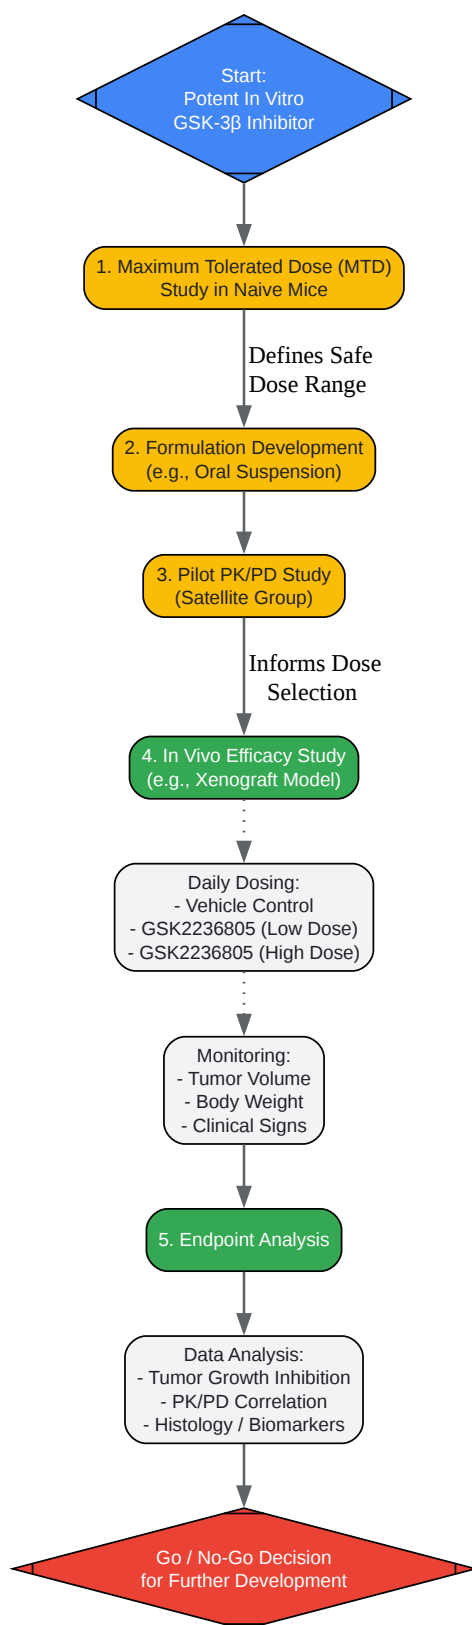 Start:
Potent In Vitro
GSK-3β Inhibitor
1. Maximum Tolerated Dose (MTD)
Study in Naive Mice
Defines Safe
Dose Range
2. Formulation Development
(e.g., Oral Suspension)
3. Pilot PK/PD Study
(Satellite Group)
Informs Dose
Selection
4. In Vivo Efficacy Study
(e.g., Xenograft Model)
Daily Dosing:
- Vehicle Control
- GSK2236805 (Low Dose)
- GSK2236805 (High Dose)
Monitoring:
- Tumor Volume
- Body Weight
- Clinical Signs
5. Endpoint Analysis
Data Analysis:
- Tumor Growth Inhibition
- PK/PD Correlation
- Histology / Biomarkers
Go / No-Go Decision
for Further Development